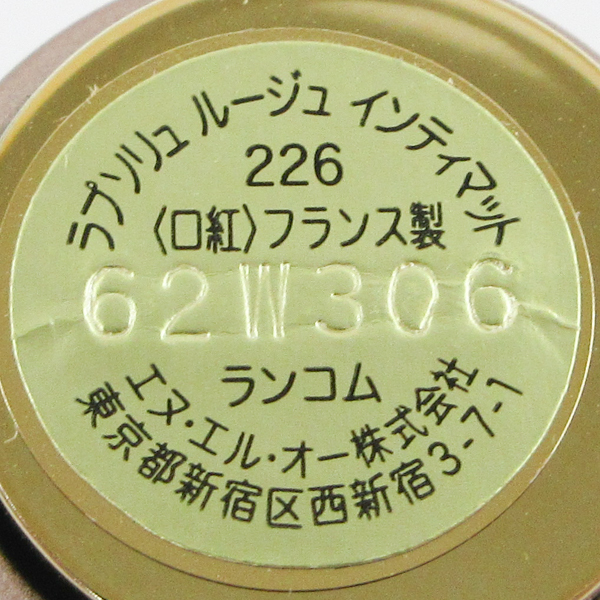 ラプソリュ ルージュ インティマット
226
〈口紅〉フランス製
62W306
ランコム
エヌ・エル・オー株式会社
東京都新宿区西新宿3-7-1